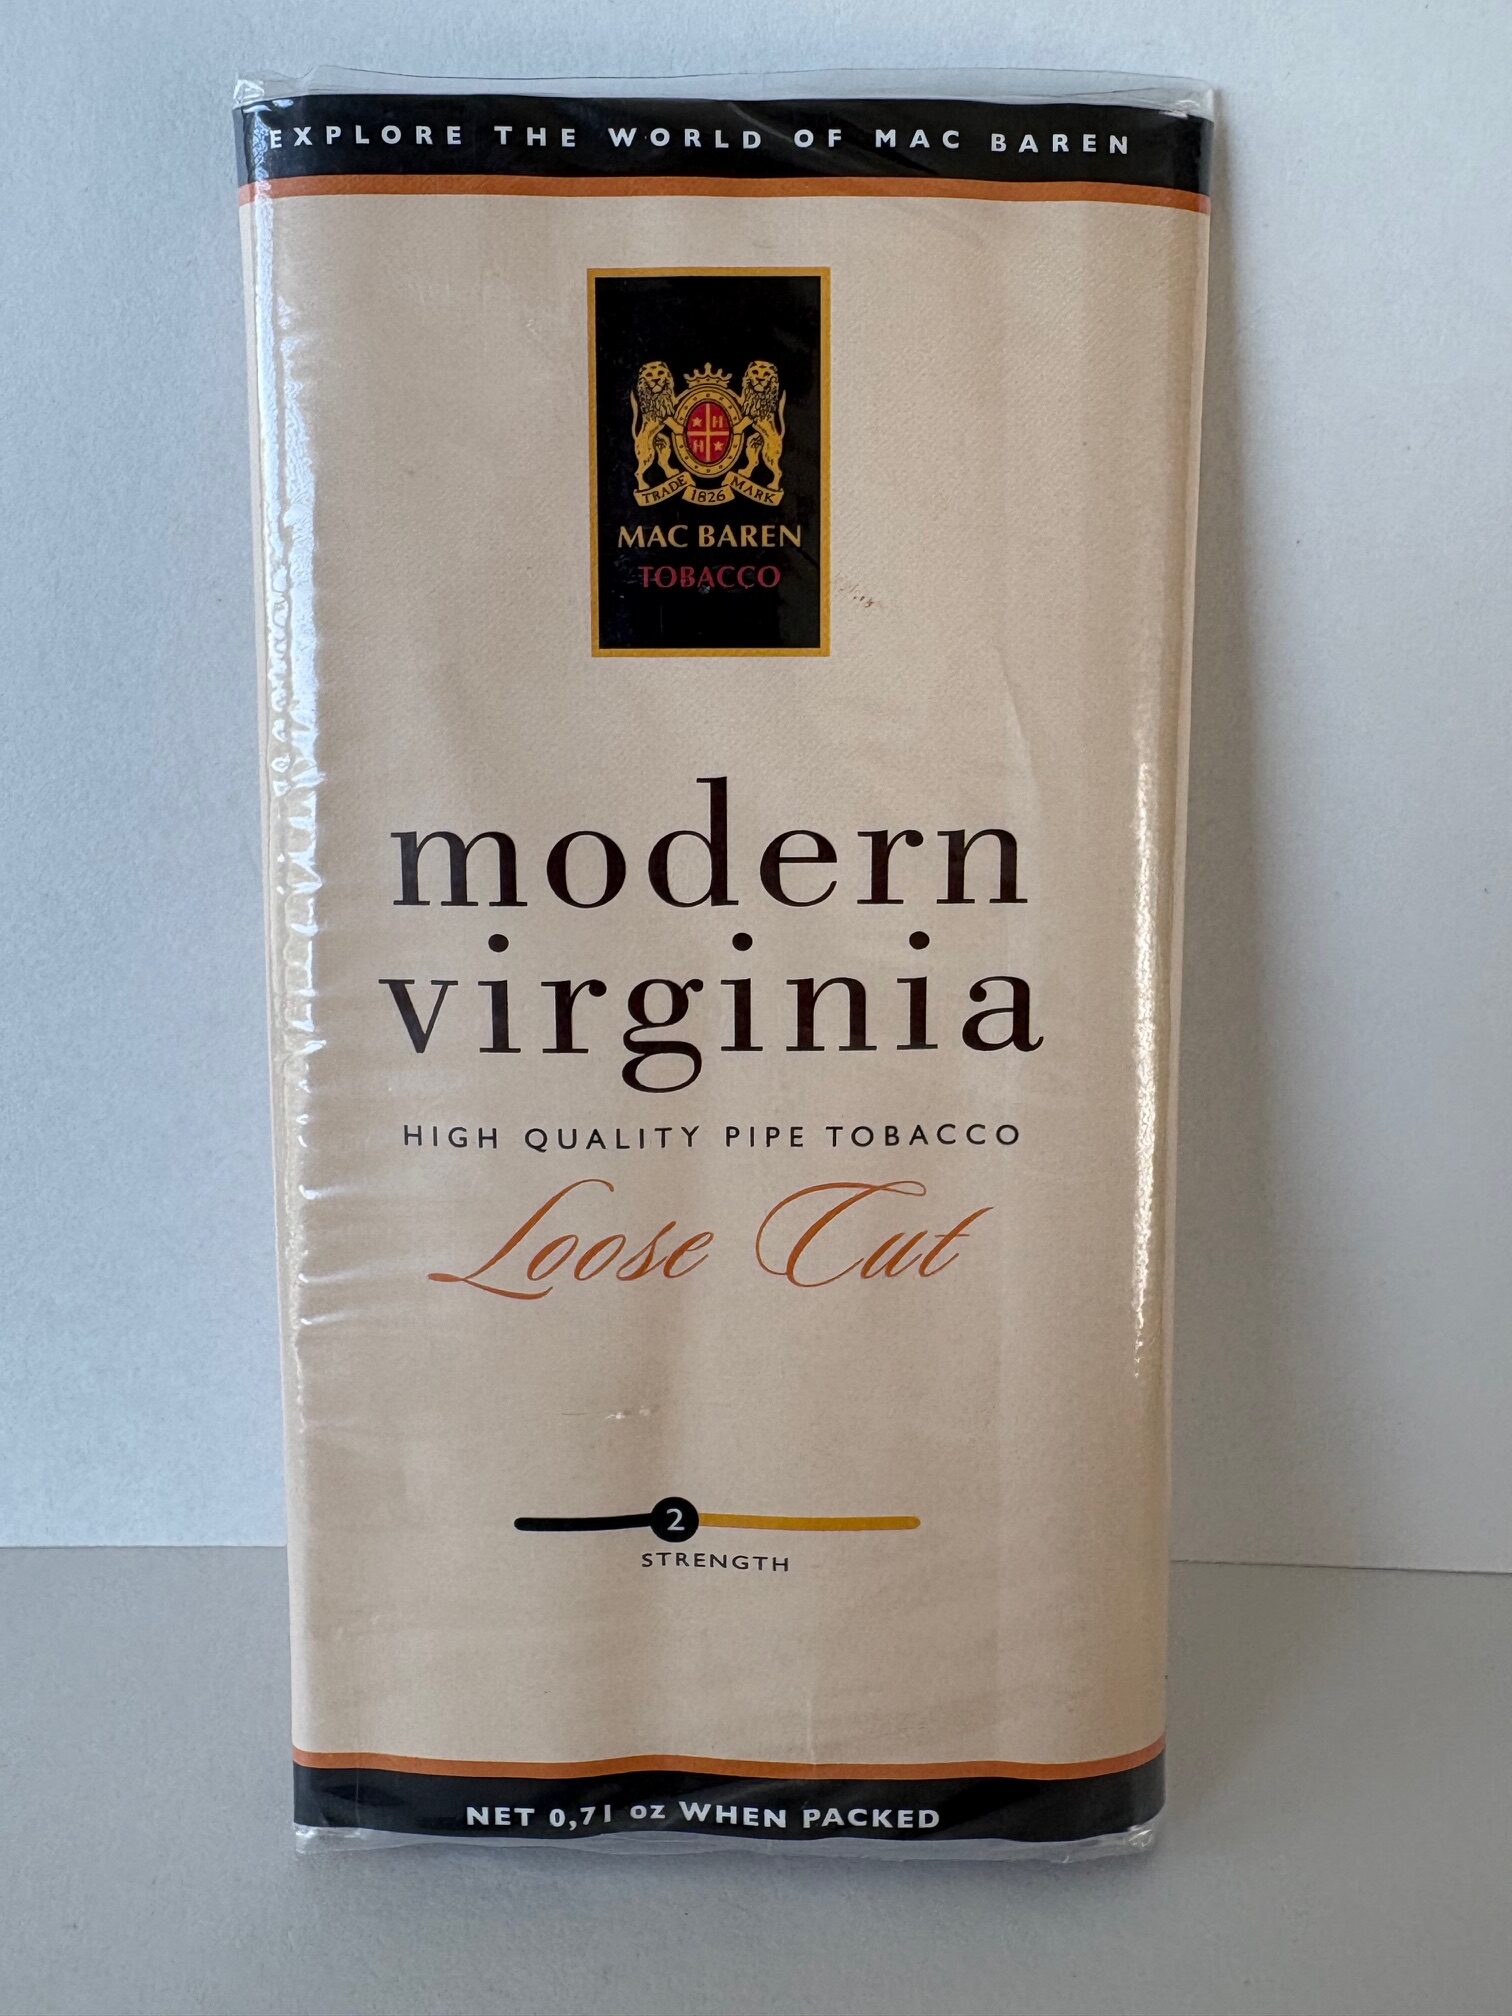 EXPLORE THE WORLD OF MAC BAREN
H
H
TRADE 1826 MARK
MAC BAREN
TOBACCO
modern
virginia
HIGH QUALITY PIPE TOBACCO
Loose Cut
2
STRENGTH
NET 0,71 oz WHEN PACKED